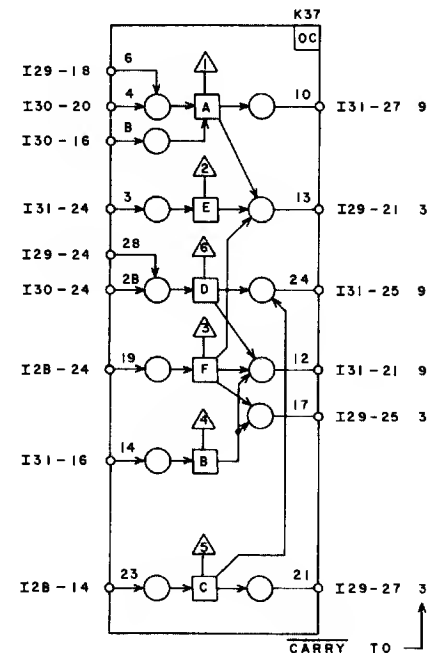 K37
OC
I29-18 6 1
I30-20 4 A 10 I31-27 9
I30-16 B
2
I31-24 3 E 13 I29-21 3
I29-24 28 6
I30-24 2B D 24 I31-25 9
3
I2B-24 19 F 12 I31-21 9
17 I29-25 3
4
I31-16 14 B
5
I2B-14 23 C 21 I29-27 3
CARRY TO